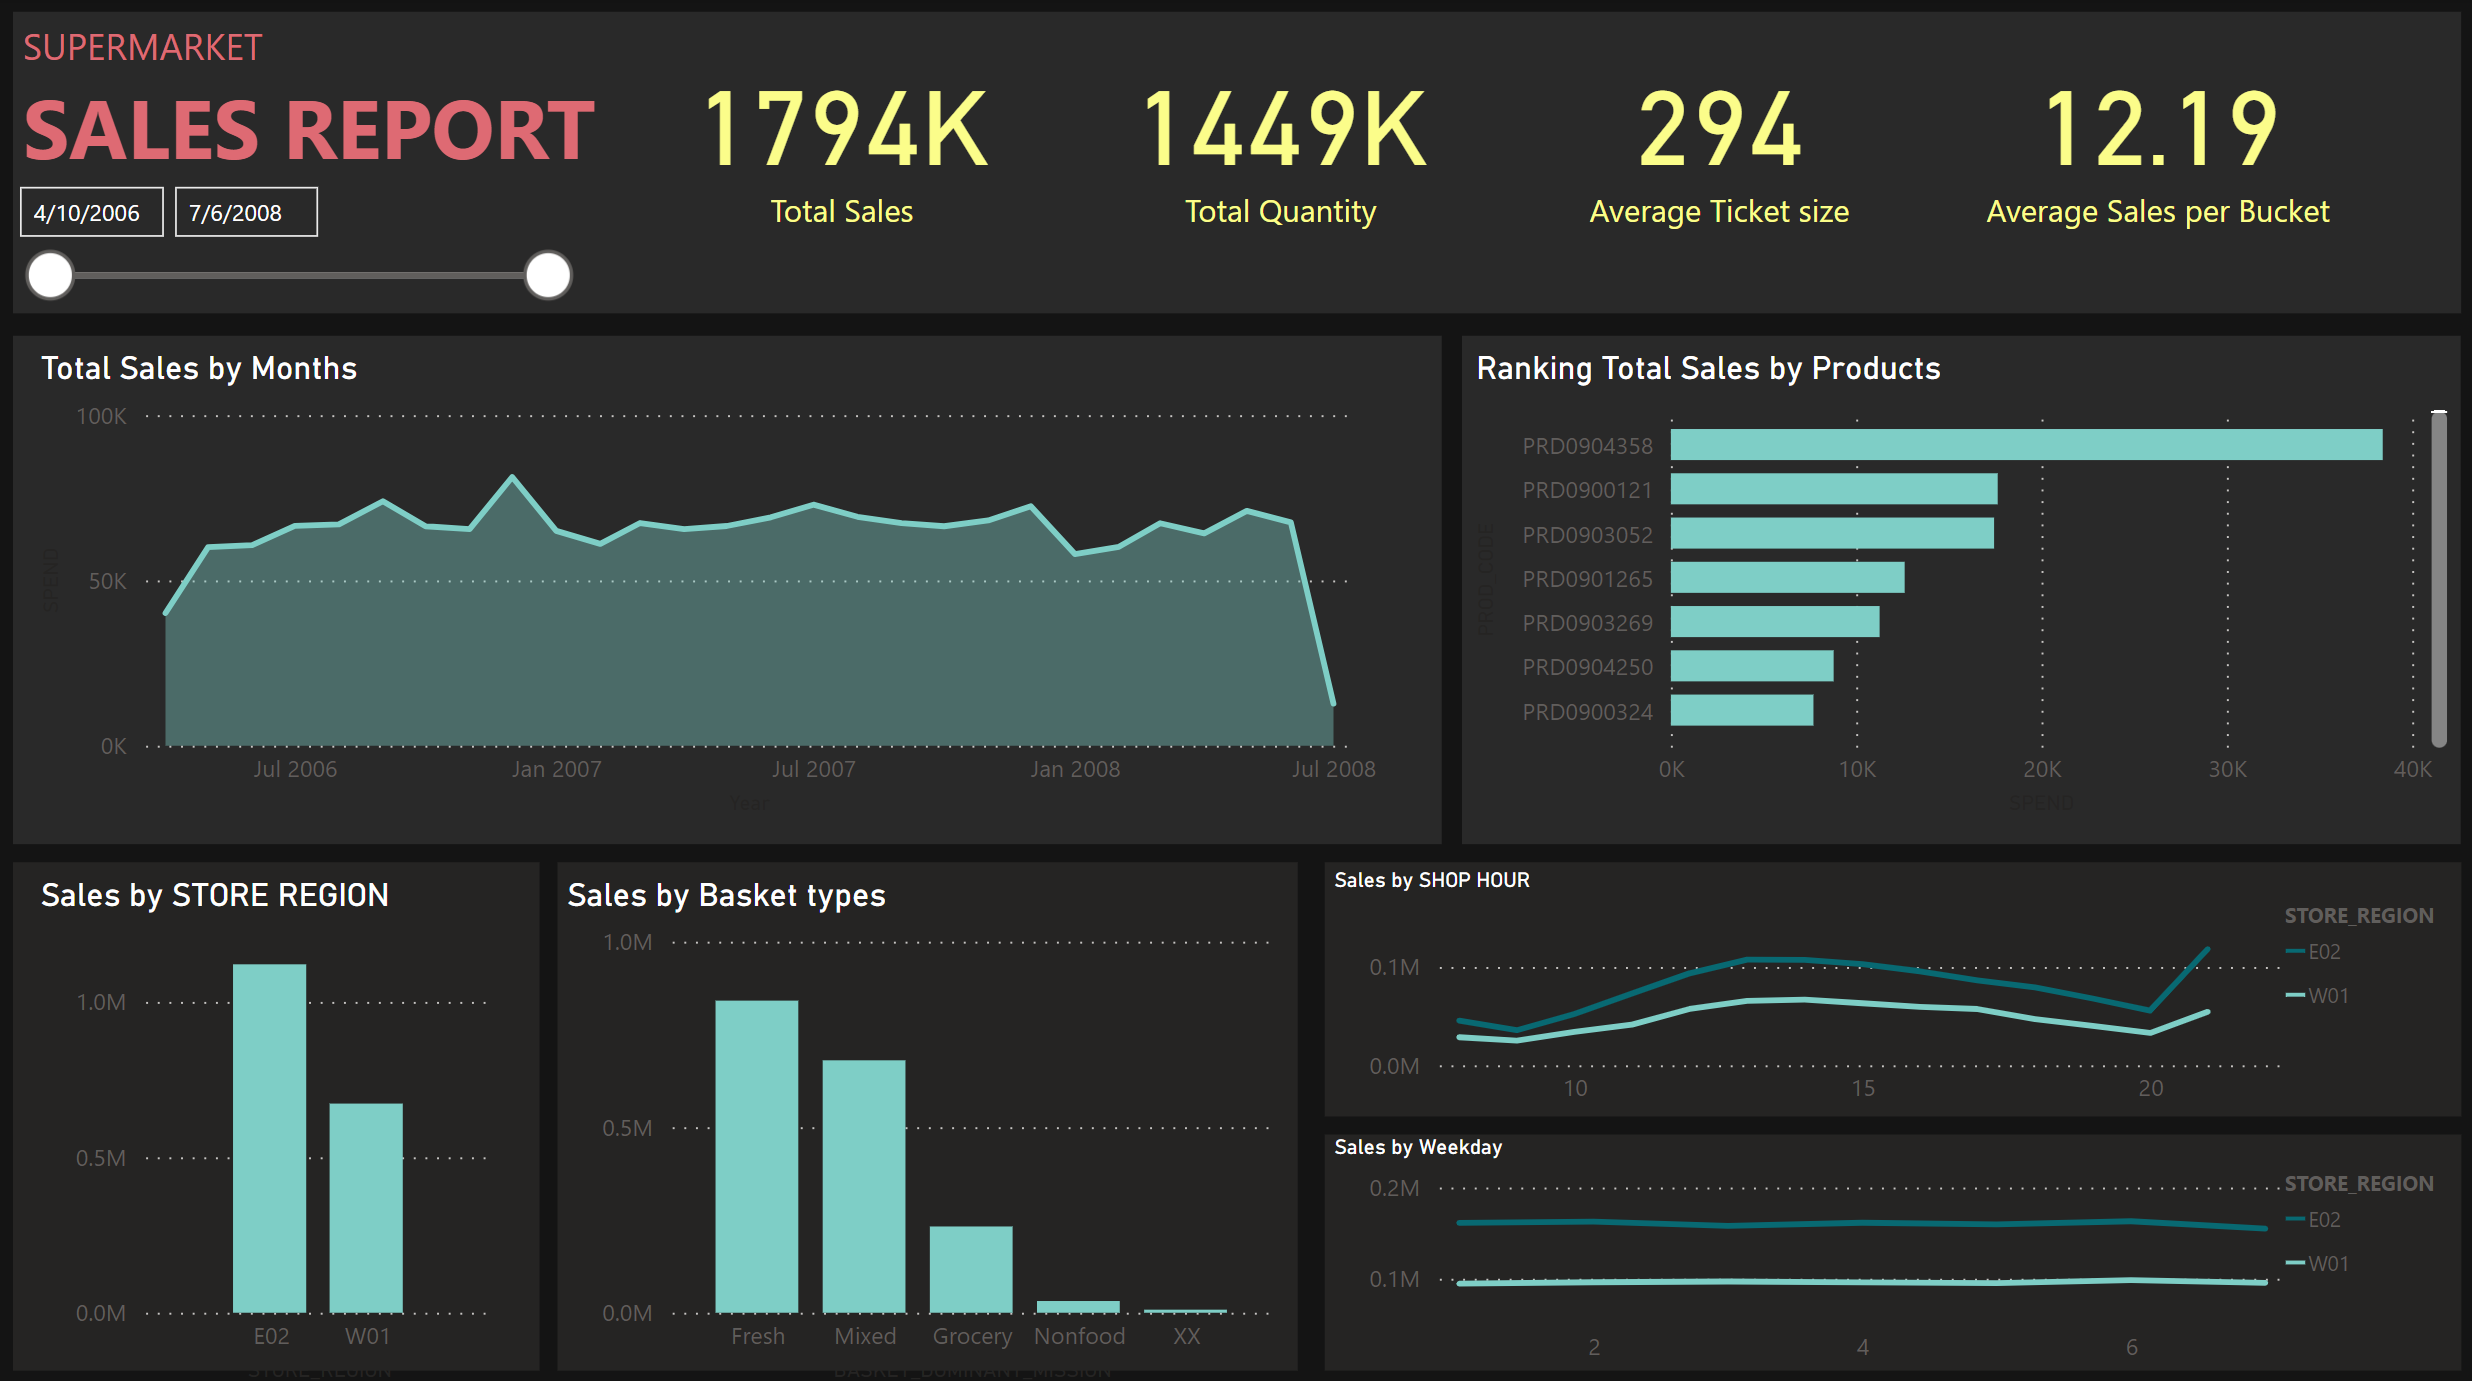 SUPERMARKET
SALES REPORT
4/10/2006 7/6/2008
1794K
Total Sales
1449K
Total Quantity
294
Average Ticket size
12.19
Average Sales per Bucket
Total Sales by Months
100K
50K
0K
SPEND
Jul 2006 Jan 2007 Jul 2007 Jan 2008 Jul 2008
Year
Ranking Total Sales by Products
PROD_CODE
PRD0904358
PRD0900121
PRD0903052
PRD0901265
PRD0903269
PRD0904250
PRD0900324
0K 10K 20K 30K 40K
SPEND
Sales by STORE REGION
1.0M
0.5M
0.0M
E02 W01
STORE_REGION
Sales by Basket types
1.0M
0.5M
0.0M
Fresh Mixed Grocery Nonfood XX
BASKET_DOMINANT_MISSION
Sales by SHOP HOUR
0.1M
0.0M
10 15 20
STORE_REGION
E02
W01
Sales by Weekday
0.2M
0.1M
2 4 6
STORE_REGION
E02
W01